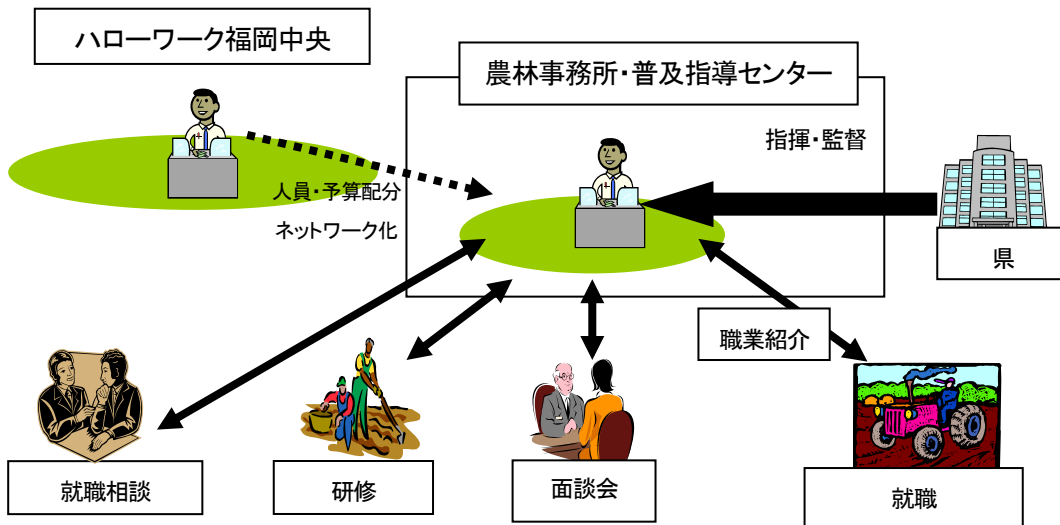 ハローワーク福岡中央
農林事務所・普及指導センター
指揮・監督
人員・予算配分
ネットワーク化
県
職業紹介
就職相談
研修
面談会
就職